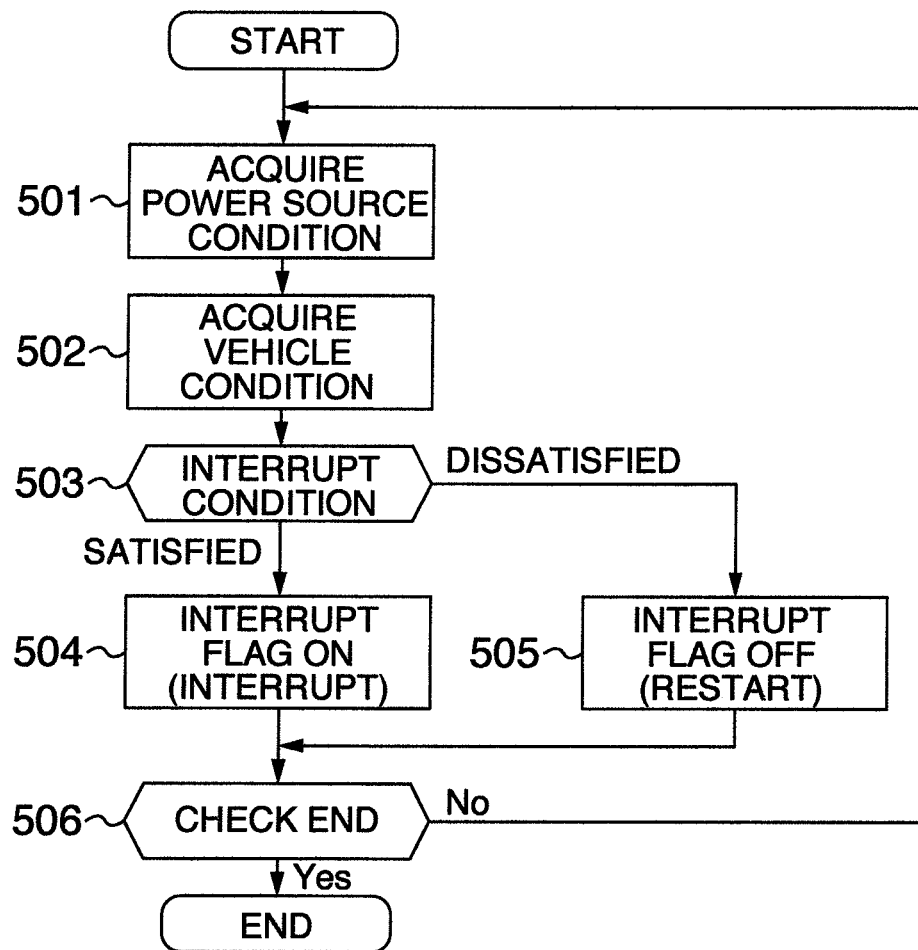 START
ACQUIRE
501
POWER SOURCE
CONDITION
ACQUIRE
502
VEHICLE
CONDITION
503
INTERRUPT
CONDITION
DISSATISFIED
SATISFIED
504
INTERRUPT
FLAG ON
(INTERRUPT)
505
INTERRUPT
FLAG OFF
(RESTART)
506
CHECK END
No
Yes
END